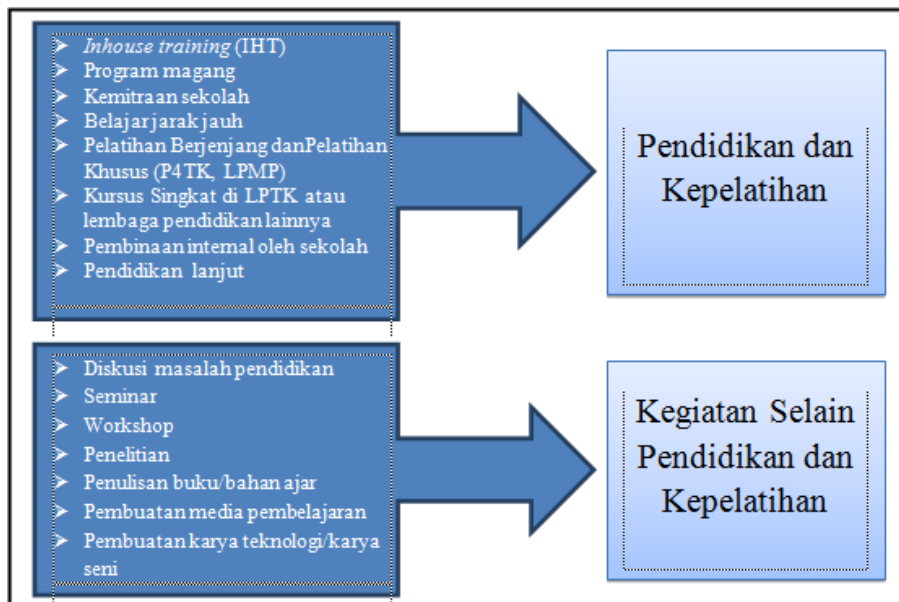 ➢ Inhouse training (IHT)
➢ Program magang
➢ Kemitraan sekolah
➢ Belajar jarak jauh
➢ Pelatihan Berjenjang danPelatihan
Khusus (P4TK, LPMP)
➢ Kursus Singkat di LPTK atau
lembaga pendidikan lainnya
➢ Pembinaan internal oleh sekolah
➢ Pendidikan lanjut
Pendidikan dan
Kepelatihan
➢ Diskusi masalah pendidikan
➢ Seminar
➢ Workshop
➢ Penelitian
➢ Penulisan buku/bahan ajar
➢ Pembuatan media pembelajaran
➢ Pembuatan karya teknologi/karya
seni
Kegiatan Selain
Pendidikan dan
Kepelatihan